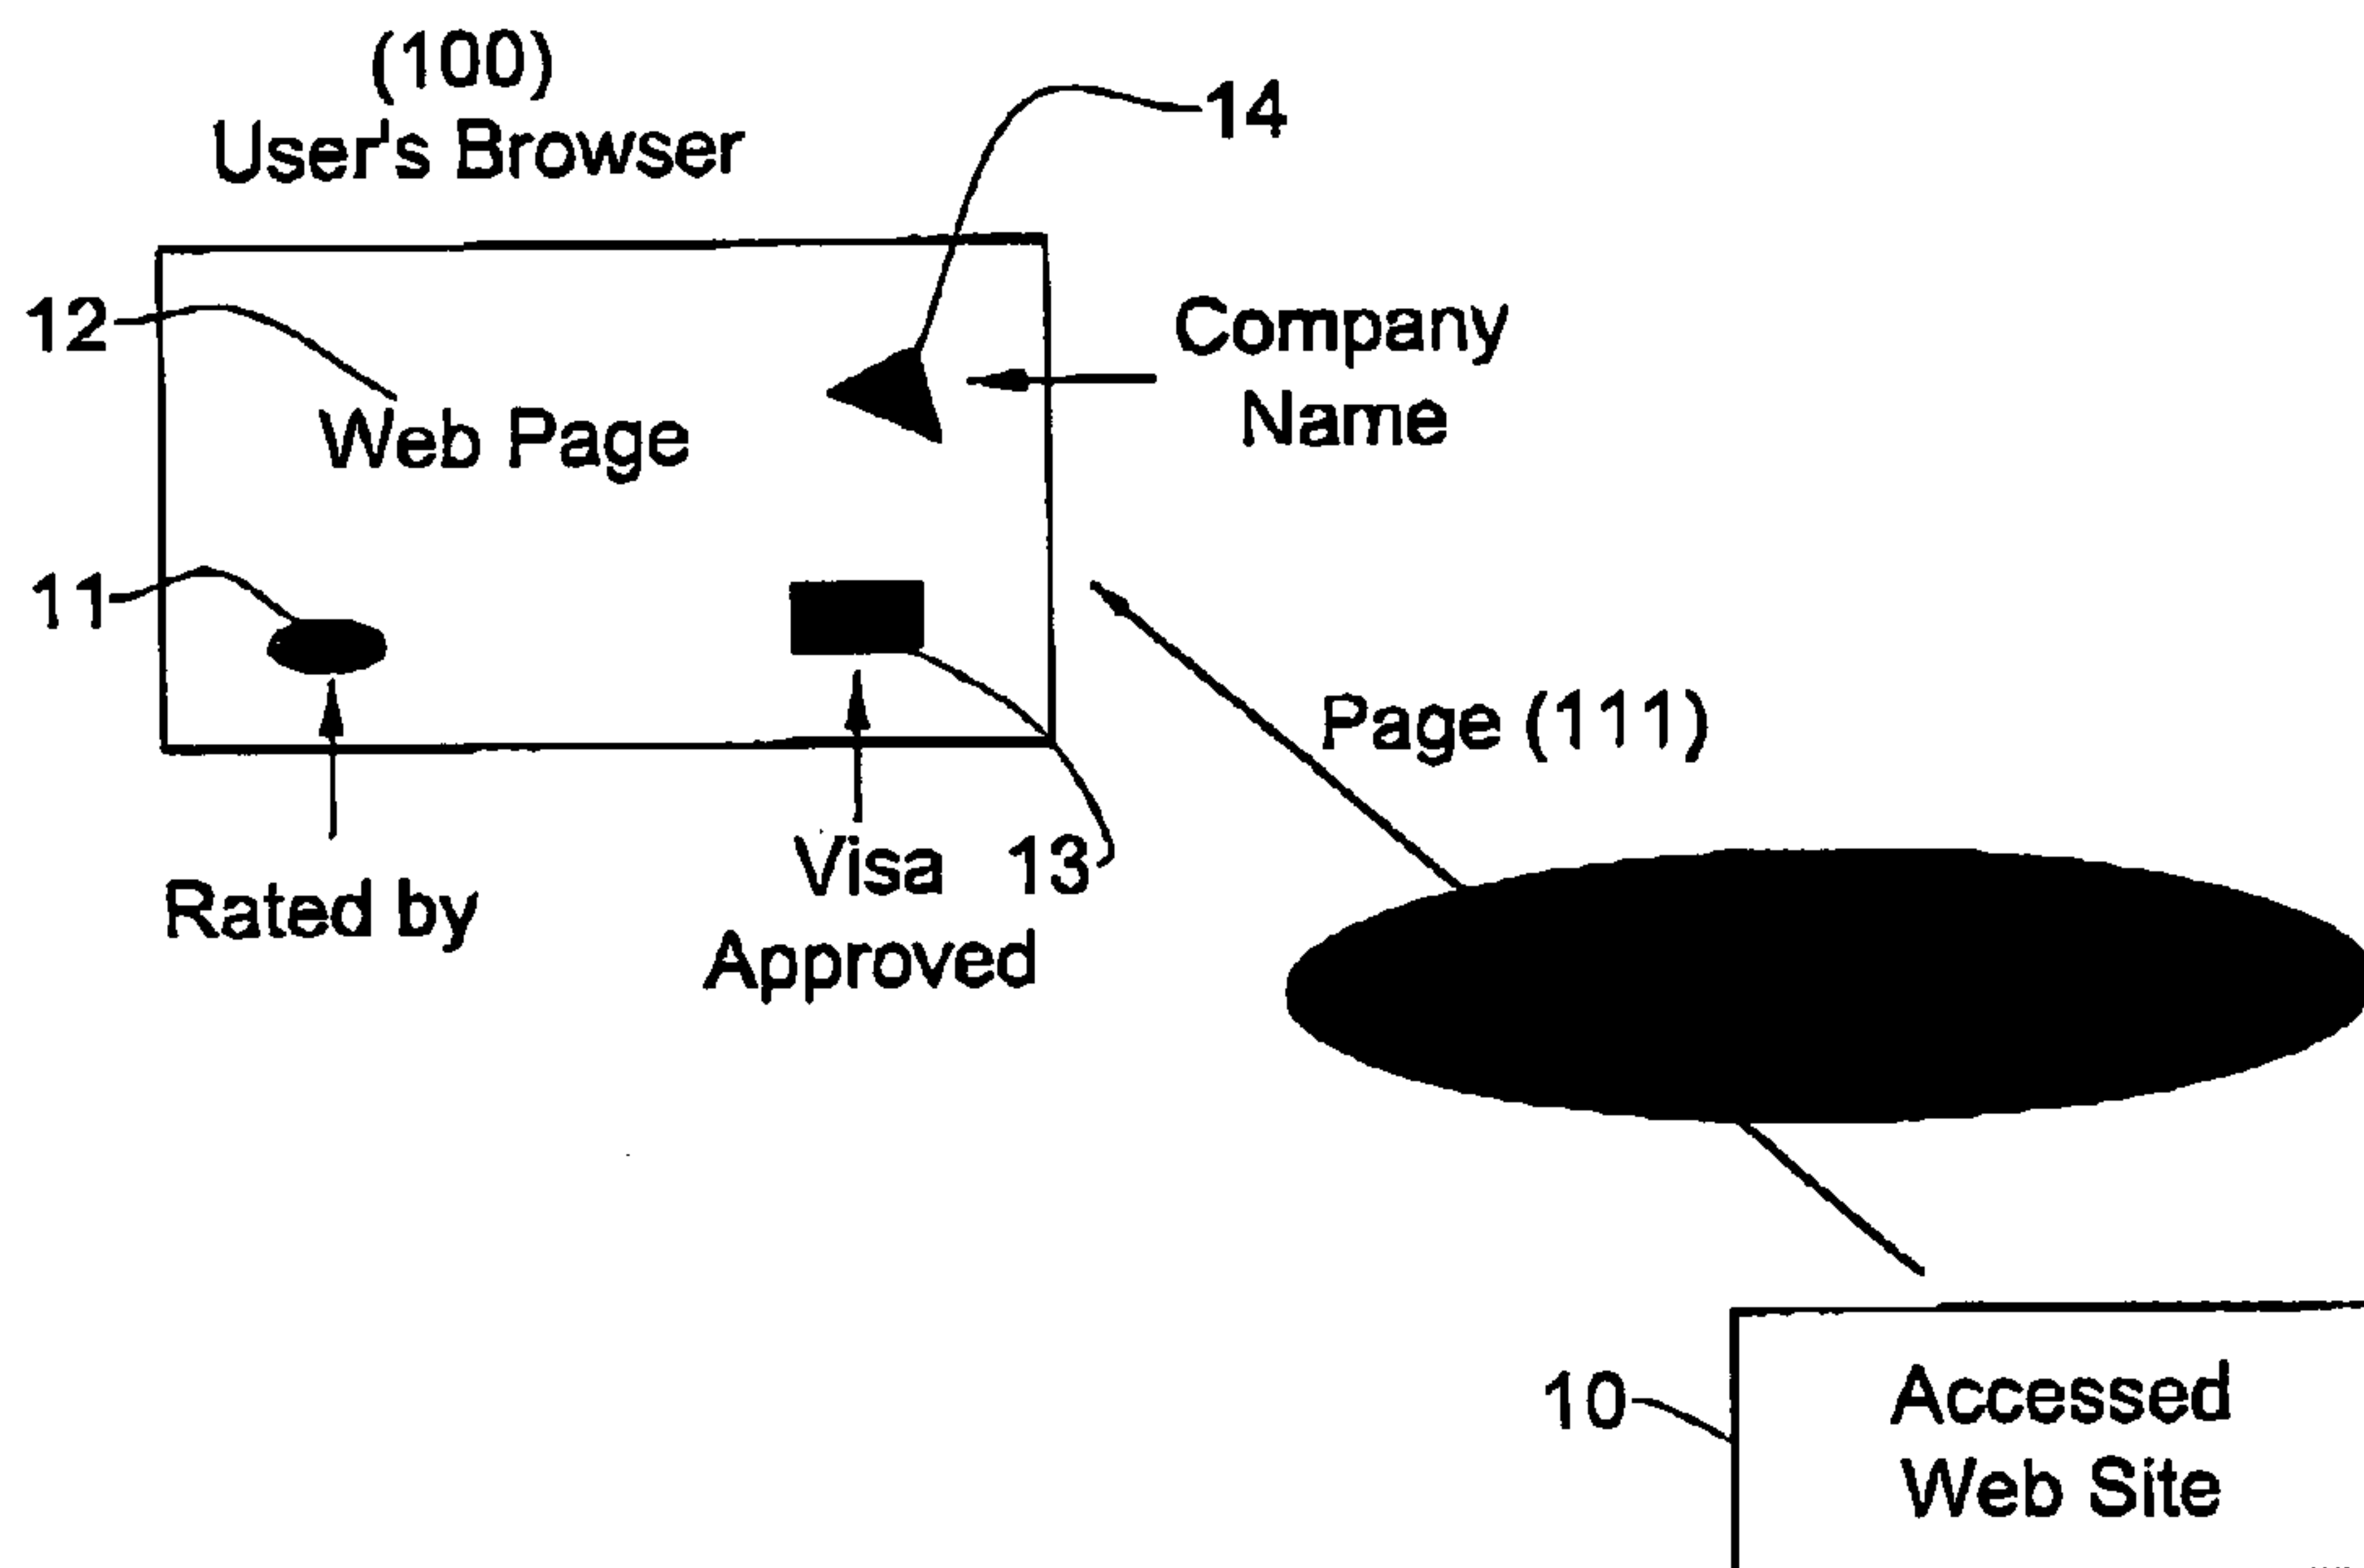 (100)
User's Browser
14
12
Company
Name
Web Page
11
Page (111)
Visa
13
Approved
Rated by
10
Accessed
Web Site